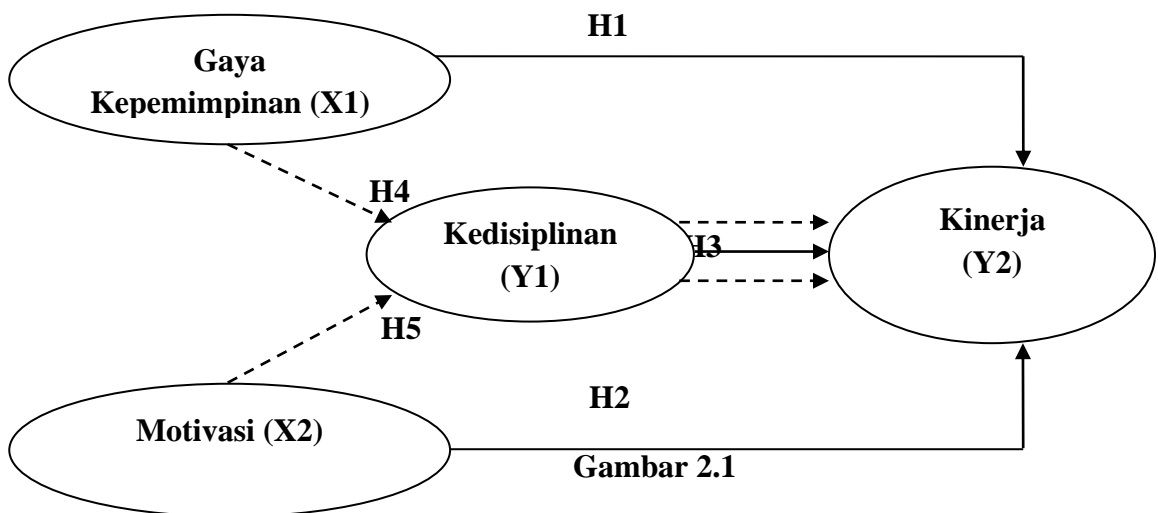 H1
Gaya
Kepemimpinan (X1)
H4
Kedisiplinan
(Y1)
H3
Kinerja
(Y2)
H5
Motivasi (X2)
H2
Gambar 2.1